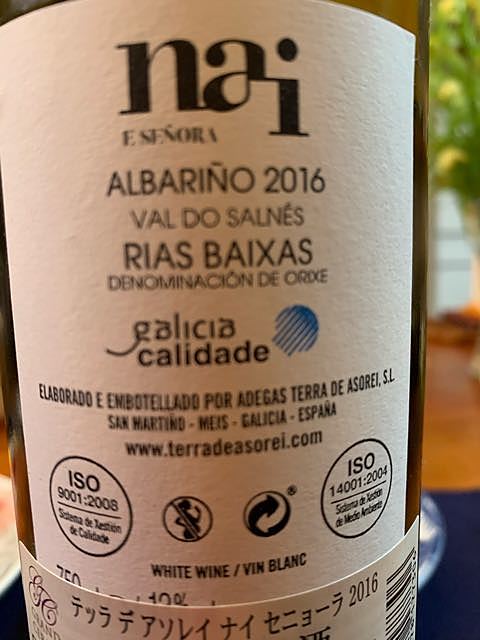 nai
E SEÑORA
ALBARIÑO 2016
VAL DO SALNÉS
RIAS BAIXAS
DENOMINACIÓN DE ORIXE
galicia
calidade
ELABORADO E EMBOTELLADO POR ADEGAS TERRA DE ASOREI, S.L.
SAN MARTIÑO - MEIS - GALICIA - ESPAÑA
www.terradeasorei.com
ISO
9001:2008
Sistema de Xestión
de Calidade
ISO
14001:2004
Sistema de Xestión
de Medio Ambiente
®
WHITE WINE / VIN BLANC
750
テッラ デ アソレイ ナイ エ セニョーラ 2016